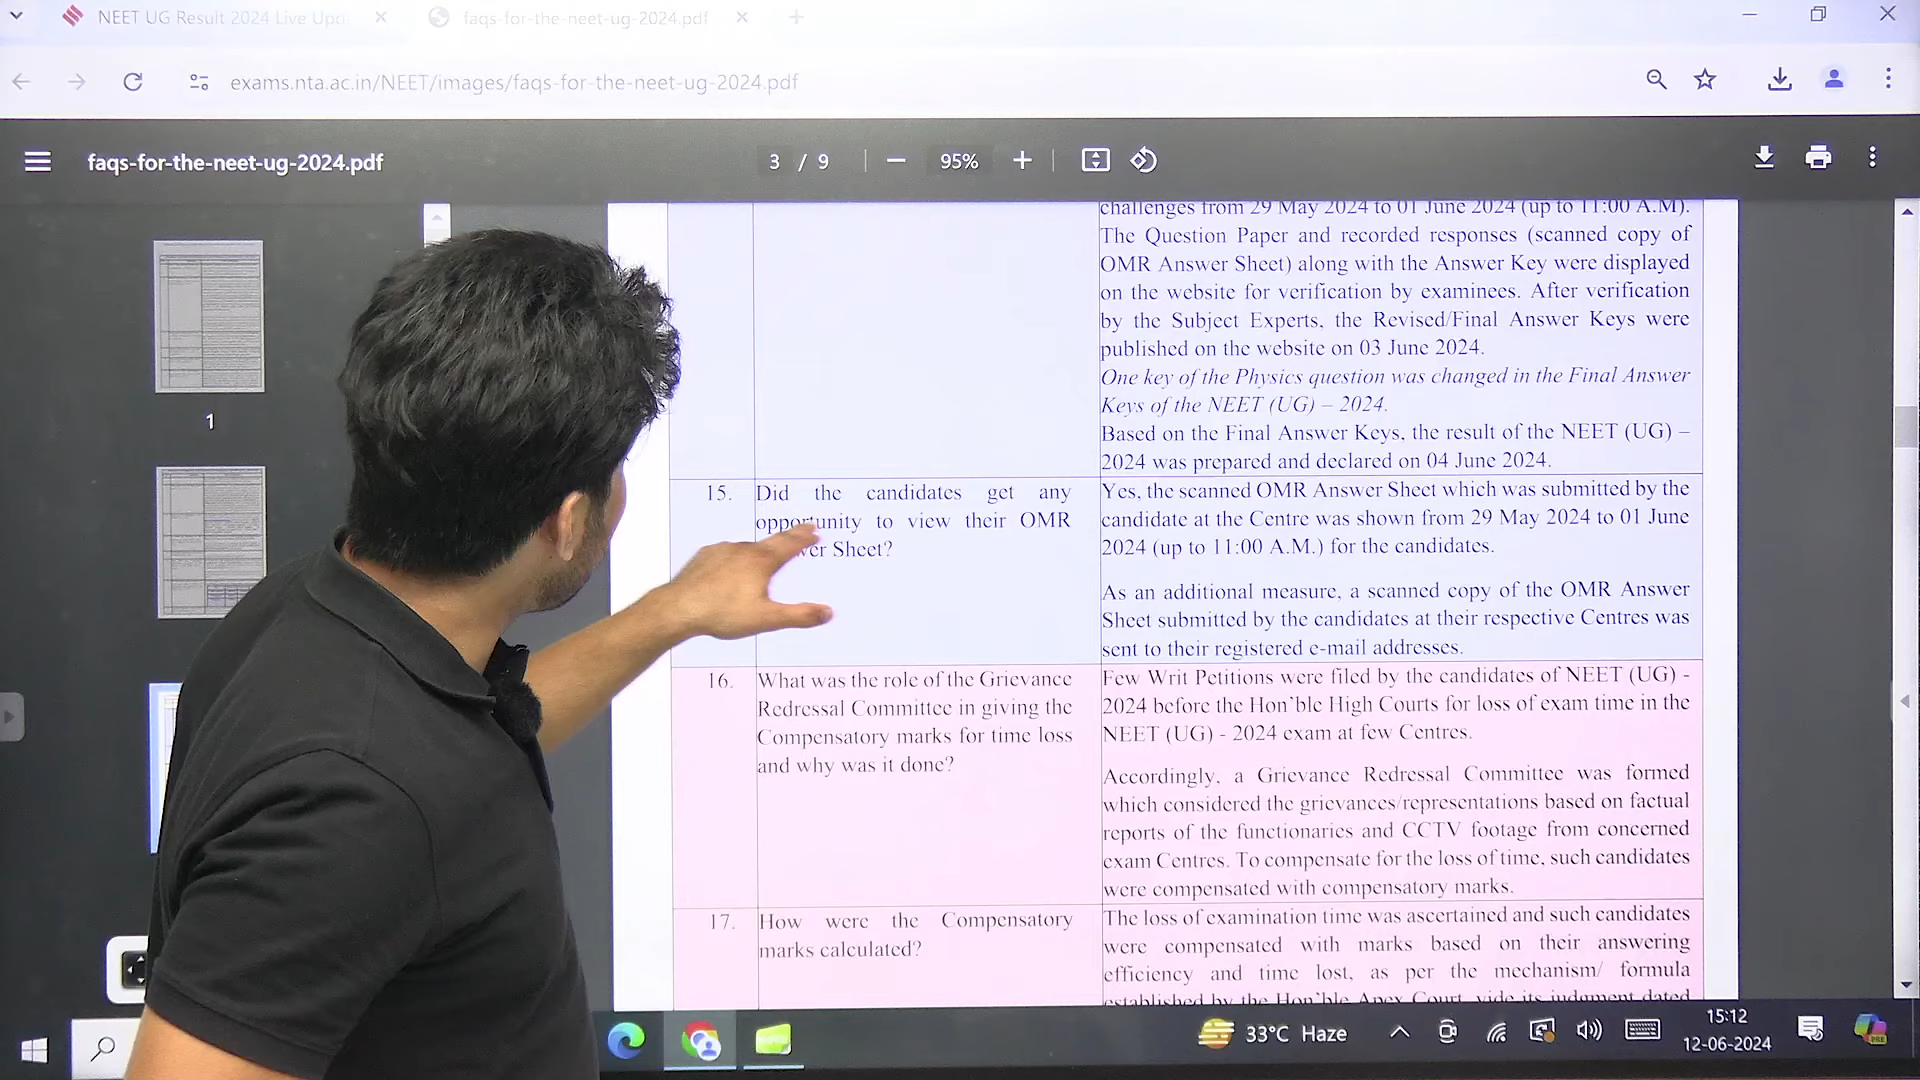 NEET UG Result 2024 Live Upd
faqs-for-the-neet-ug-2024.pdf
exams.nta.ac.in/NEET/images/faqs-for-the-neet-ug-2024.pdf
faqs-for-the-neet-ug-2024.pdf
3 / 9
95%
1
challenges from 29 May 2024 to 01 June 2024 (up to 11:00 A.M).
The Question Paper and recorded responses (scanned copy of
OMR Answer Sheet) along with the Answer Key were displayed
on the website for verification by examinees. After verification
by the Subject Experts, the Revised/Final Answer Keys were
published on the website on 03 June 2024.
One key of the Physics question was changed in the Final Answer
Keys of the NEET (UG) – 2024.
Based on the Final Answer Keys, the result of the NEET (UG) –
2024 was prepared and declared on 04 June 2024.
15.
Did the candidates get any
opportunity to view their OMR
Sheet?
Yes, the scanned OMR Answer Sheet which was submitted by the
candidate at the Centre was shown from 29 May 2024 to 01 June
2024 (up to 11:00 A.M.) for the candidates.
As an additional measure, a scanned copy of the OMR Answer
Sheet submitted by the candidates at their respective Centres was
sent to their registered e-mail addresses.
16.
What was the role of the Grievance
Redressal Committee in giving the
Compensatory marks for time loss
and why was it done?
Few Writ Petitions were filed by the candidates of NEET (UG) -
2024 before the Hon'ble High Courts for loss of exam time in the
NEET (UG) - 2024 exam at few Centres.
Accordingly, a Grievance Redressal Committee was formed
which considered the grievances/representations based on factual
reports of the functionaries and CCTV footage from concerned
exam Centres. To compensate for the loss of time, such candidates
were compensated with compensatory marks.
17.
How were the Compensatory
marks calculated?
The loss of examination time was ascertained and such candidates
were compensated with marks based on their answering
efficiency and time lost, as per the mechanism/ formula
established by the Hon'ble Apex Court, vide its judgment dated
33°C Haze
15:12
12-06-2024